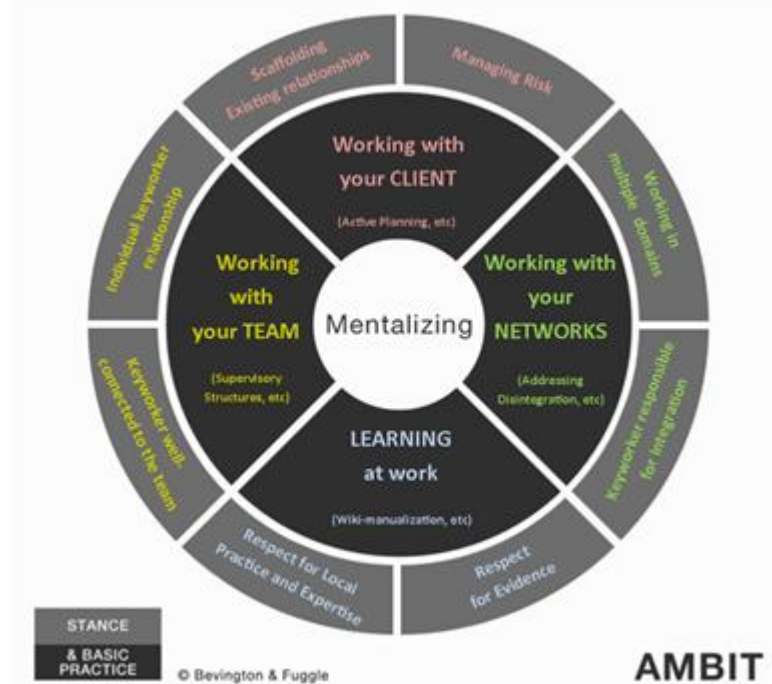 Scaffolding
Existing relationships
Managing Risk
Individual keyworker
relationship
Working in
multiple domains
Working with
your CLIENT
(Active Planning, etc)
Working
with
your TEAM
(Supervisory
Structures, etc)
Mentalizing
Working with
your
NETWORKS
(Addressing
Disintegration, etc)
Keyworker well-
connected to the team
Keyworker responsible
for integration
LEARNING
at work
(Wiki-manualization, etc)
Respect for Local
Practice and Expertise
Respect
for Evidence
STANCE
& BASIC
PRACTICE
© Bevington & Fuggle
AMBIT